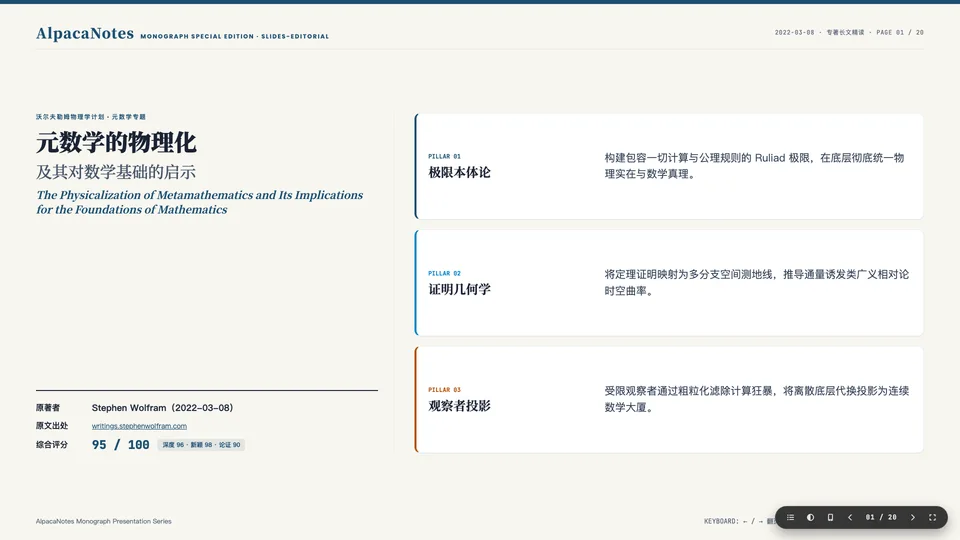 AlpacaNotes MONOGRAPH SPECIAL EDITION · SLIDES-EDITORIAL
2022-03-08 · 专著长文精读 · PAGE 01 / 20
沃尔夫勒姆物理学计划 · 元数学专题
元数学的物理化
及其对数学基础的启示
The Physicalization of Metamathematics and Its Implications
for the Foundations of Mathematics
原著者 Stephen Wolfram（2022-03-08）
原文出处 writings.stephenwolfram.com
综合评分 95 / 100 深度 96 · 新颖 98 · 论证 90
PILLAR 01
极限本体论
构建包容一切计算与公理规则的 Ruliad 极限，在底层彻底统一物
理实在与数学真理。
PILLAR 02
证明几何学
将定理证明映射为多分支空间测地线，推导通量诱发类广义相对论
时空曲率。
PILLAR 03
观察者投影
受限观察者通过粗粒化滤除计算狂暴，将离散底层代换投影为连续
数学大厦。
AlpacaNotes Monograph Presentation Series
KEYBOARD: ← / →
01 / 20